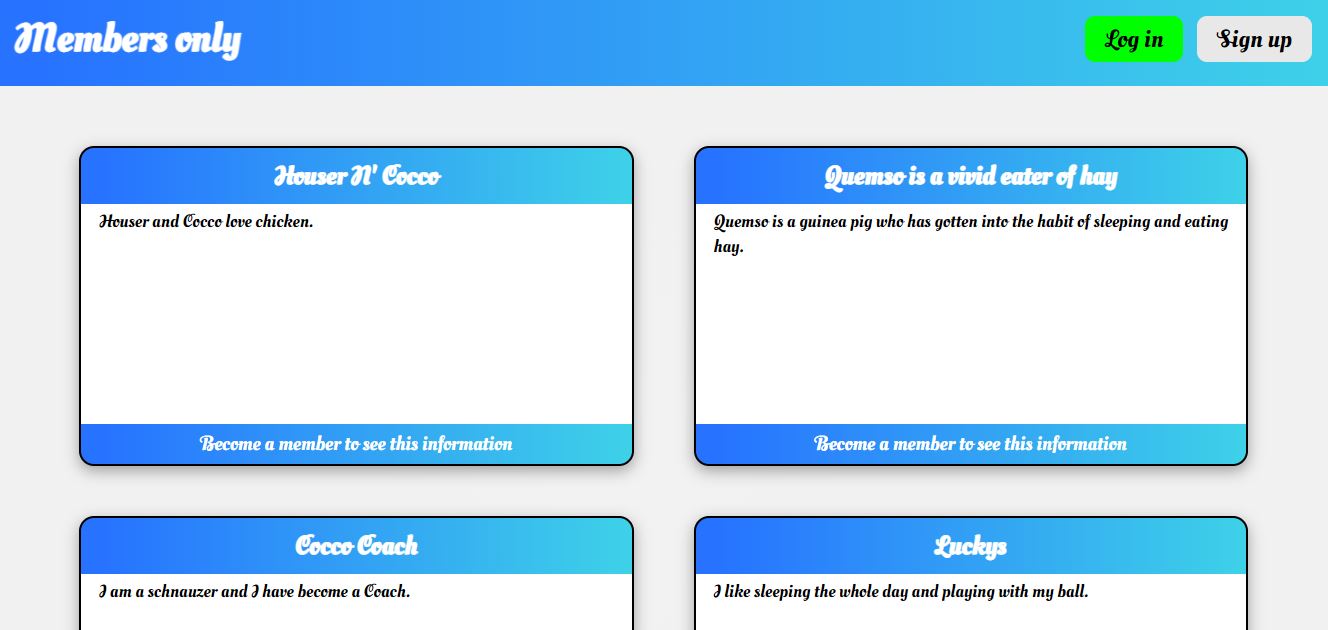 Members only
Log in
Sign up
Houser N' Cocco
Houser and Cocco love chicken.
Become a member to see this information
Quemso is a vivid eater of hay
Quemso is a guinea pig who has gotten into the habit of sleeping and eating
hay.
Become a member to see this information
Cocco Coach
I am a schnauzer and I have become a Coach.
Luckys
I like sleeping the whole day and playing with my ball.